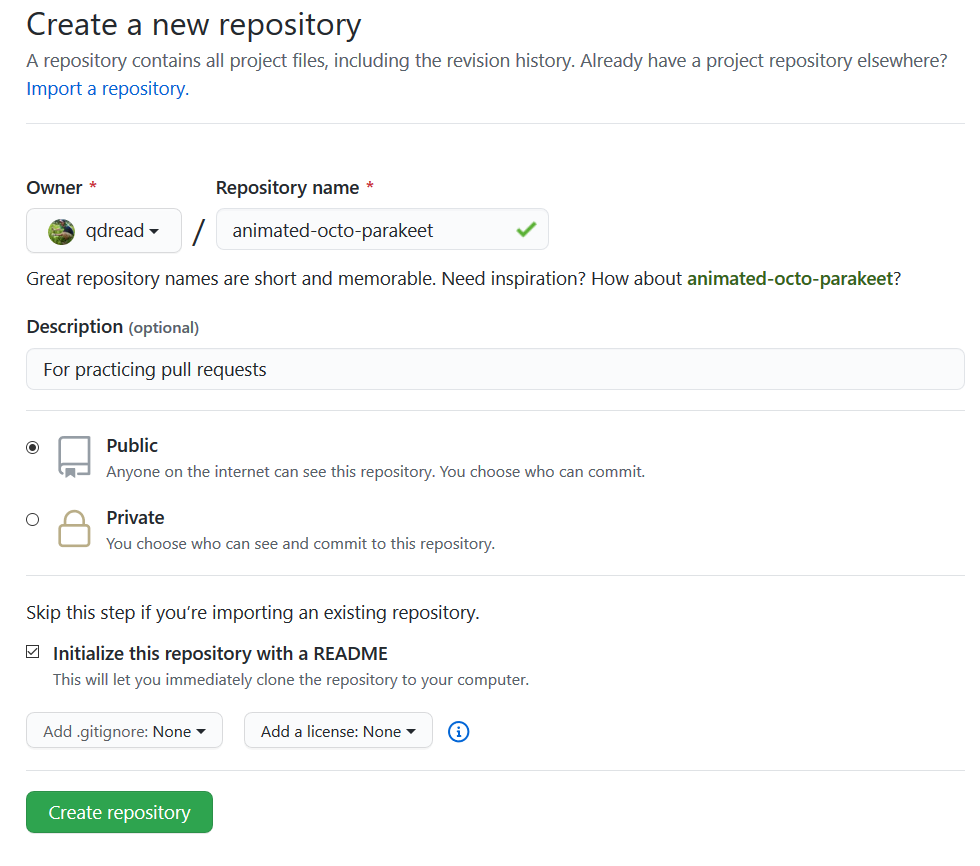 Create a new repository
A repository contains all project files, including the revision history. Already have a project repository elsewhere?
Import a repository.
Owner * Repository name *
qdread / animated-octo-parakeet
Great repository names are short and memorable. Need inspiration? How about animated-octo-parakeet?
Description (optional)
For practicing pull requests
Public
Anyone on the internet can see this repository. You choose who can commit.
Private
You choose who can see and commit to this repository.
Skip this step if you’re importing an existing repository.
Initialize this repository with a README
This will let you immediately clone the repository to your computer.
Add .gitignore: None Add a license: None
Create repository